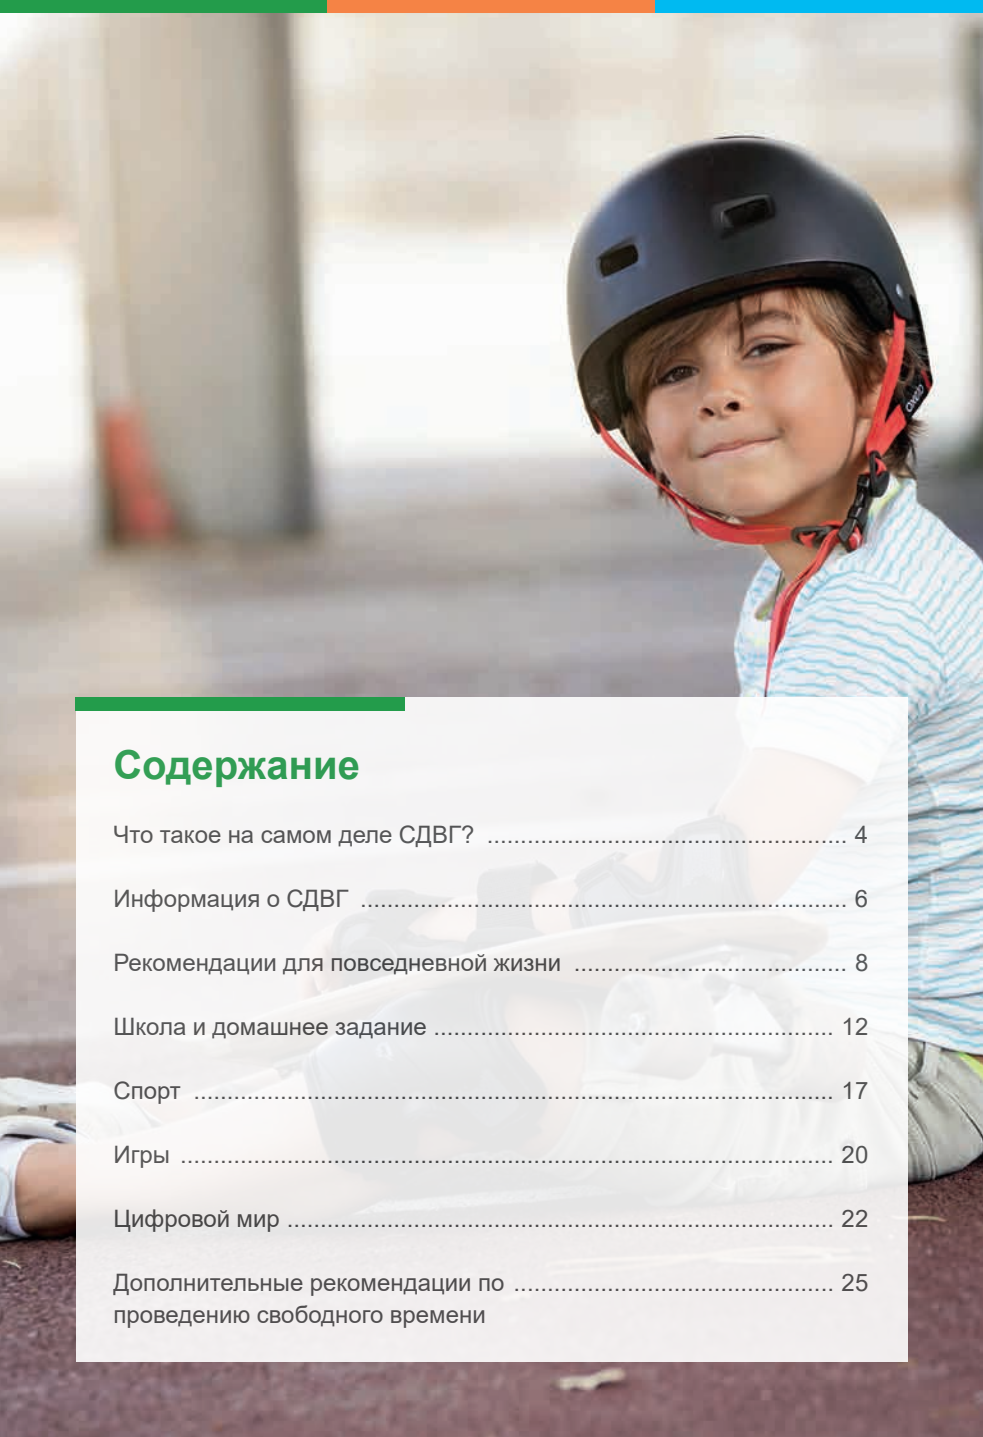 Содержание
Что такое на самом деле СДВГ? ...................................................... 4
Информация о СДВГ ......................................................................... 6
Рекомендации для повседневной жизни ......................................... 8
Школа и домашнее задание ............................................................ 12
Спорт ................................................................................................ 17
Игры .................................................................................................. 20
Цифровой мир .................................................................................. 22
Дополнительные рекомендации по ................................................ 25
проведению свободного времени